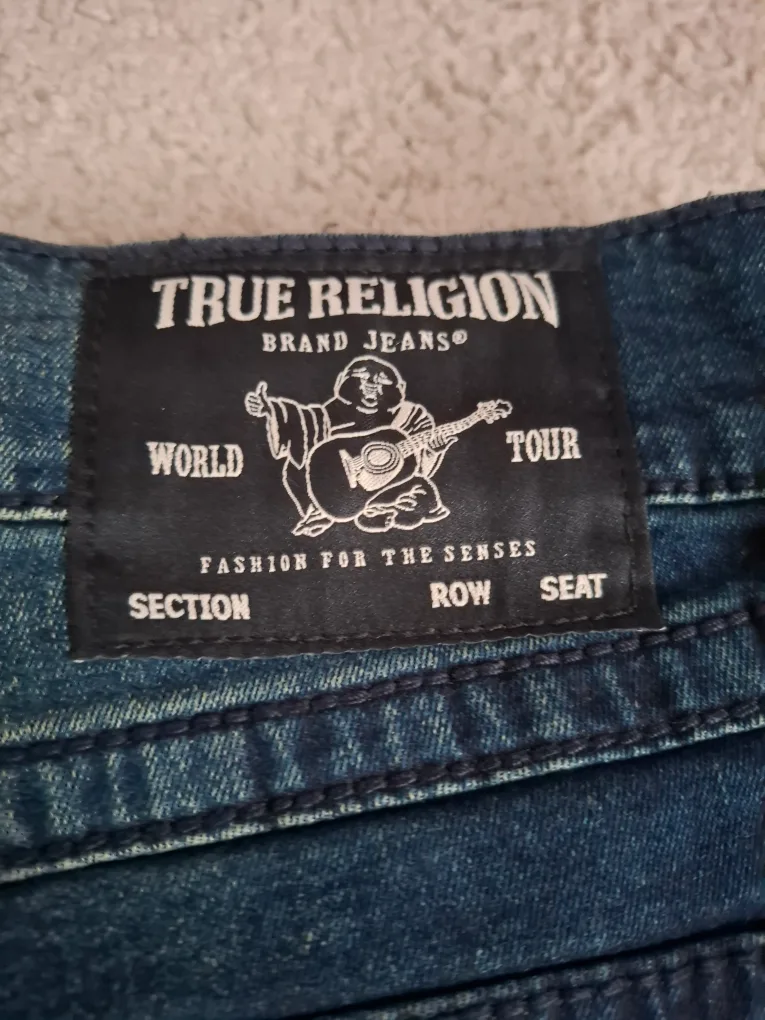 TRUE RELIGION
BRAND JEANS®
WORLD TOUR
FASHION FOR THE SENSES
SECTION ROW SEAT